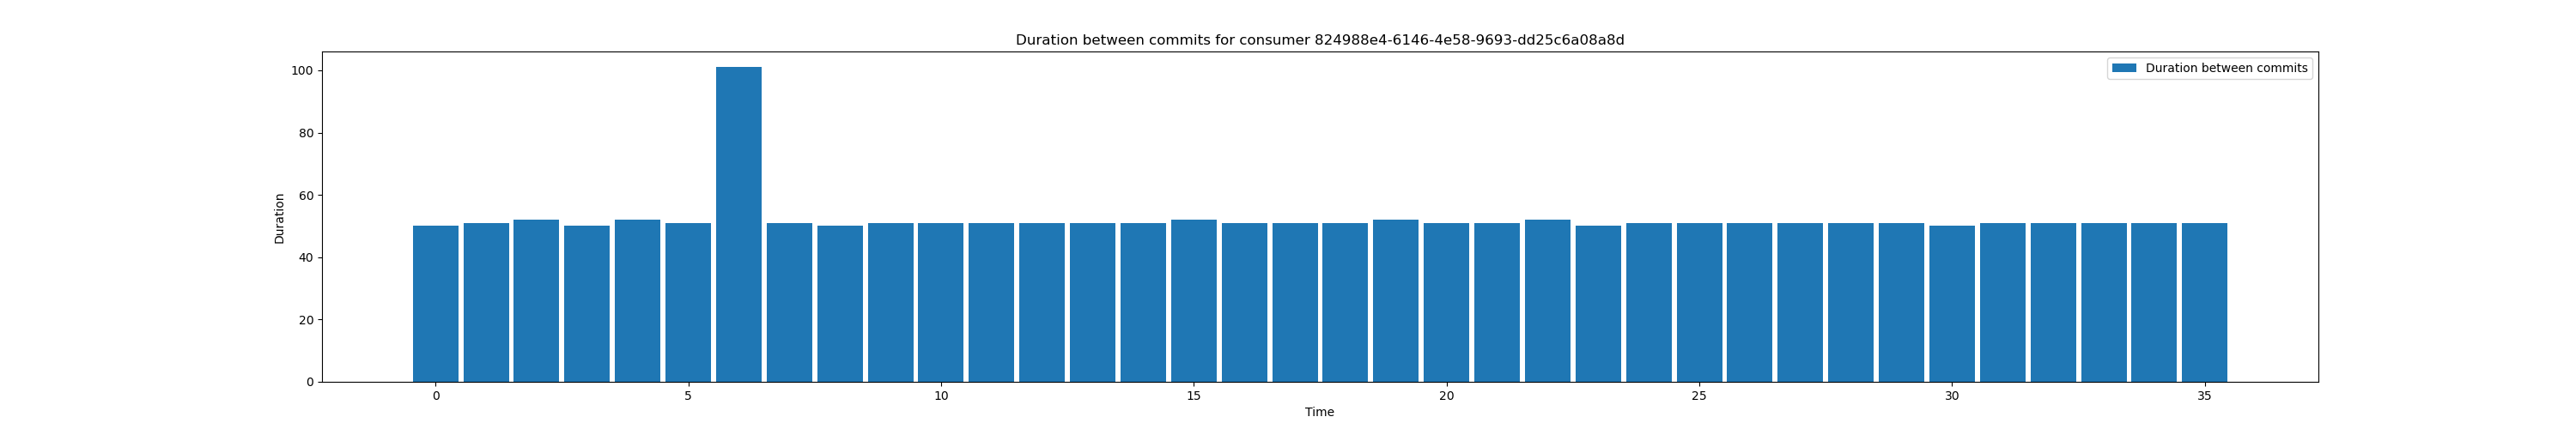 Duration between commits for consumer 824988e4-6146-4e58-9693-dd25c6a08a8d
Duration between commits
100
80
60
40
20
0
Duration
0 5 10 15 20 25 30 35
Time